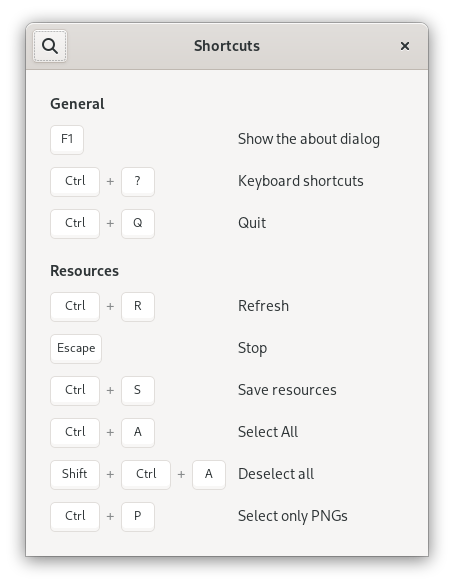 Shortcuts
General
F1 Show the about dialog
Ctrl + ? Keyboard shortcuts
Ctrl + Q Quit
Resources
Ctrl + R Refresh
Escape Stop
Ctrl + S Save resources
Ctrl + A Select All
Shift + Ctrl + A Deselect all
Ctrl + P Select only PNGs